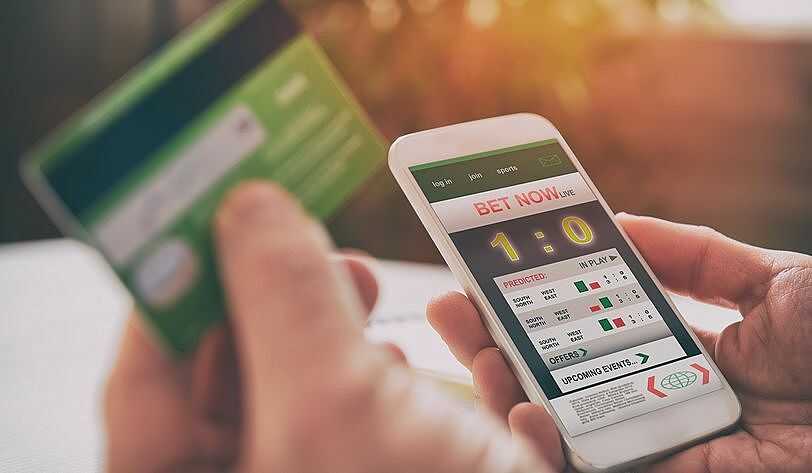 log in join sports
BET NOW LIVE
1 : 0
IN PLAY
PREDICTED:
SOUTH WEST
NORTH EAST
SOUTH WEST
NORTH EAST
SOUTH WEST
NORTH EAST
OFFERS
UPCOMING EVENTS...